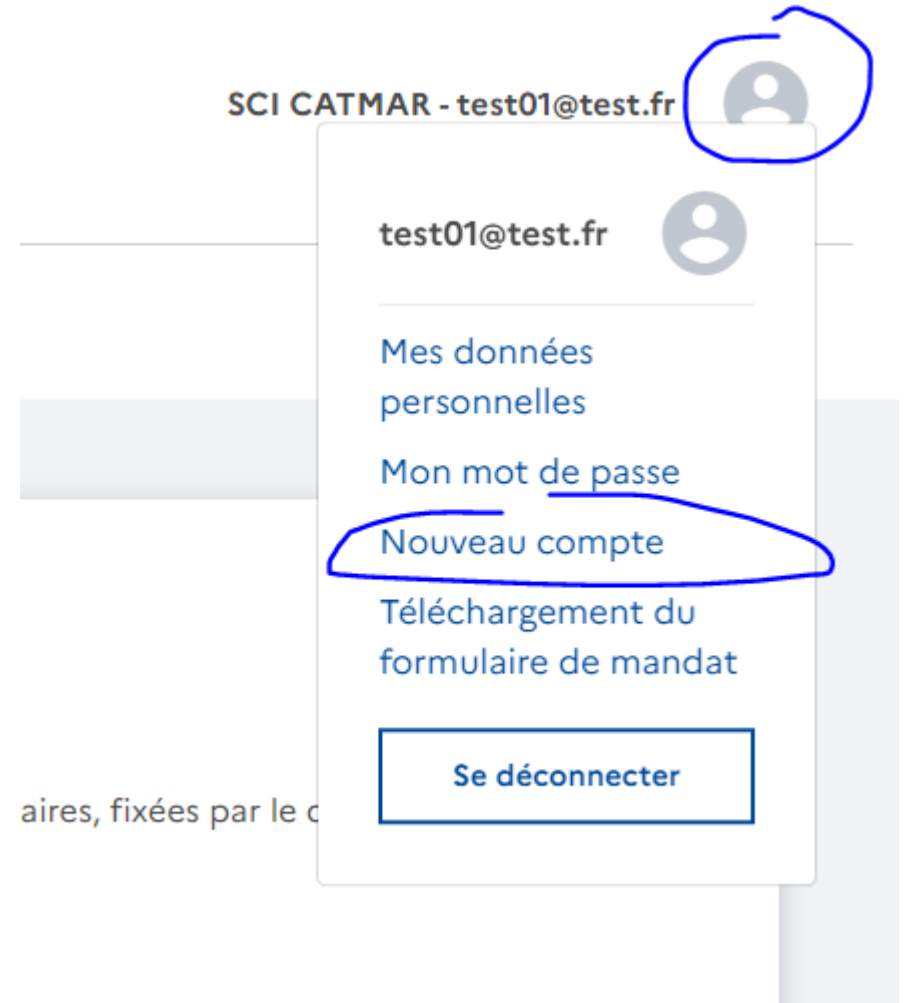 SCI CATMAR - test01@test.fr
test01@test.fr
Mes données
personnelles
Mon mot de passe
Nouveau compte
Téléchargement du
formulaire de mandat
Se déconnecter
aires, fixées par le